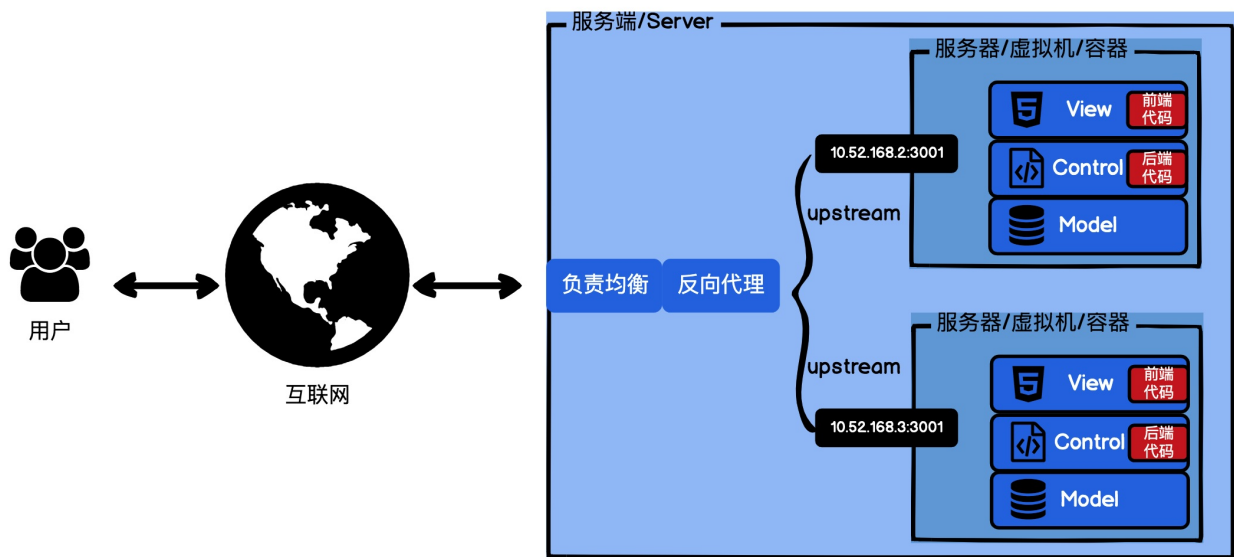 服务端/Server
服务器/虚拟机/容器
View
前端
代码
10.52.168.2:3001
Control
后端
代码
upstream
Model
用户
互联网
负责均衡
反向代理
服务器/虚拟机/容器
upstream
View
前端
代码
10.52.168.3:3001
Control
后端
代码
Model